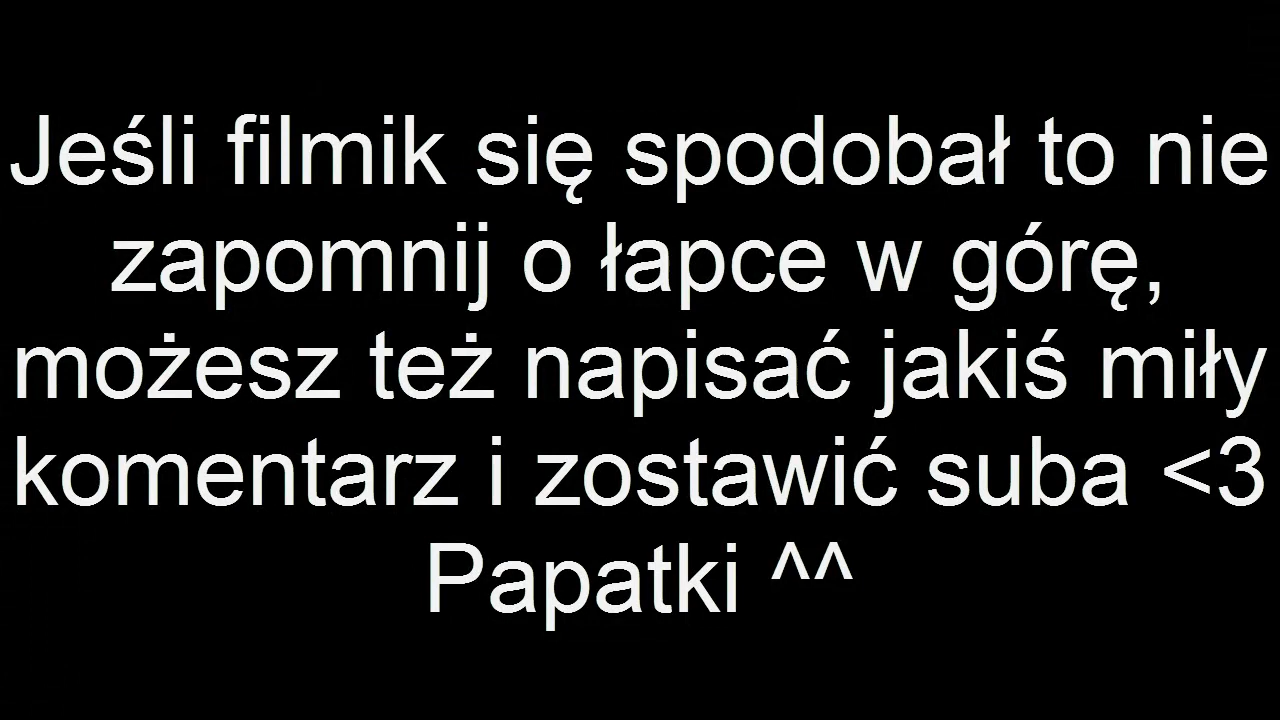 Jeśli filmik się spodobał to nie
zapomnij o łapce w górę,
możesz też napisać jakiś miły
komentarz i zostawić suba <3
Papatki ^^